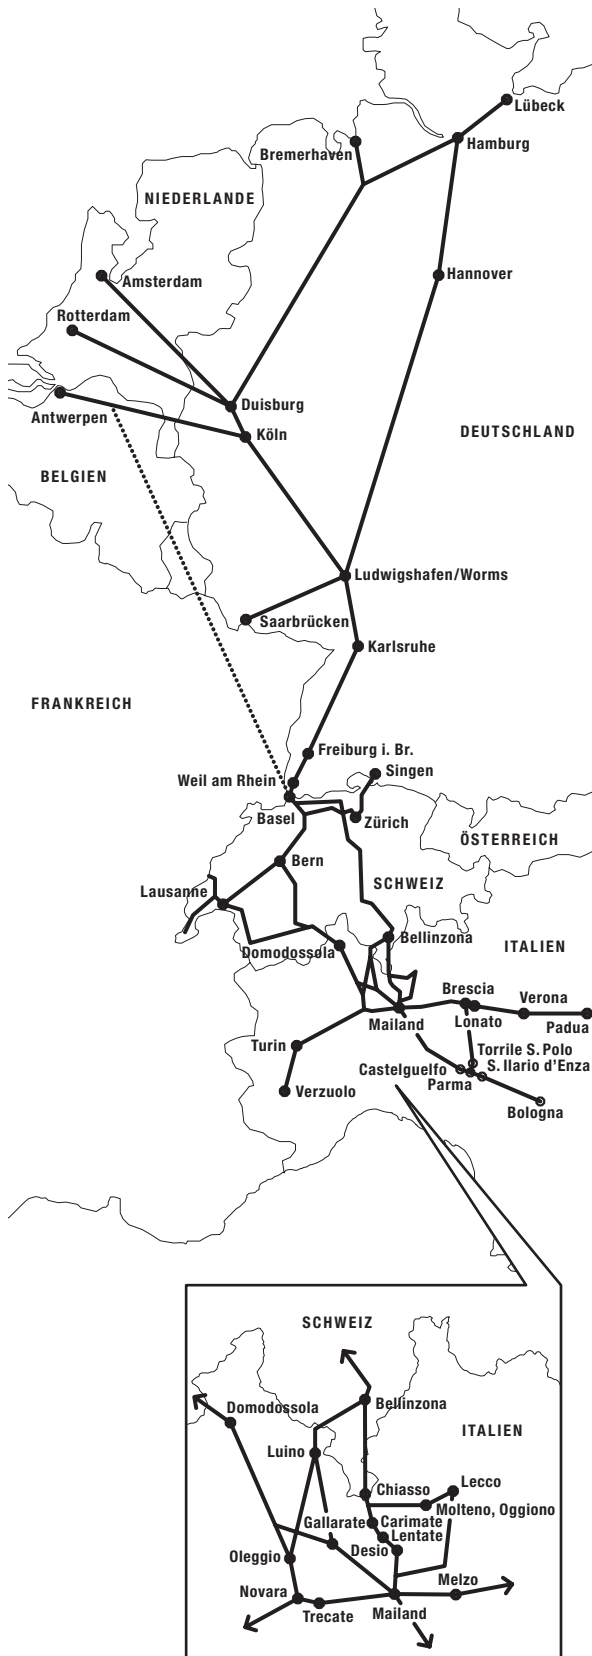 Lübeck
Hamburg
Bremerhaven
NIEDERLANDE
Hannover
Amsterdam
Rotterdam
Duisburg
Antwerpen
Köln
DEUTSCHLAND
BELGIEN
Ludwigshafen/Worms
Saarbrücken
Karlsruhe
FRANKREICH
Freiburg i. Br.
Singen
Weil am Rhein
Basel
Zürich
ÖSTERREICH
Bern
SCHWEIZ
Lausanne
Bellinzona
Domodossola
ITALIEN
Brescia
Verona
Mailand
Lonato
Padua
Turin
Torrile S. Polo
Castelguelfo
S. Ilario d’Enza
Parma
Verzuolo
Bologna
SCHWEIZ
Domodossola
Bellinzona
ITALIEN
Luino
Lecco
Chiasso
Molteno, Oggiono
Gallarate
Carimate
Lentate
Desio
Oleggio
Melzo
Novara
Trecate
Mailand